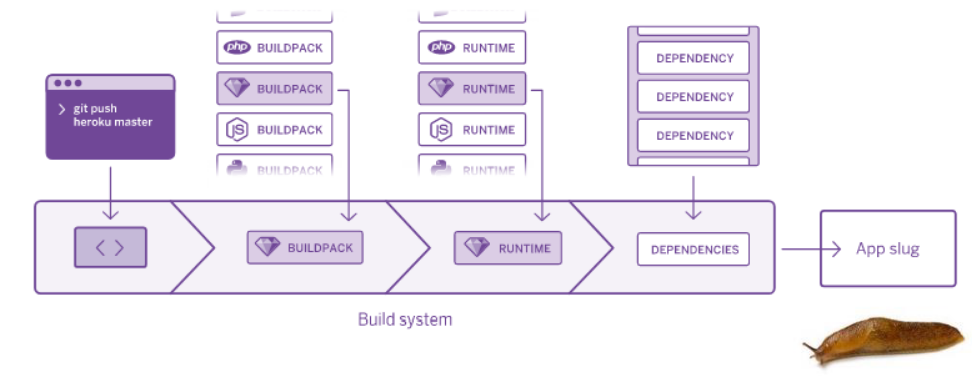 php BUILDPACK
BUILDPACK
JS BUILDPACK
BUILDPACK
php RUNTIME
RUNTIME
JS RUNTIME
RUNTIME
DEPENDENCY
DEPENDENCY
DEPENDENCY
> git push
heroku master
< >
BUILDPACK
RUNTIME
DEPENDENCIES
App slug
Build system